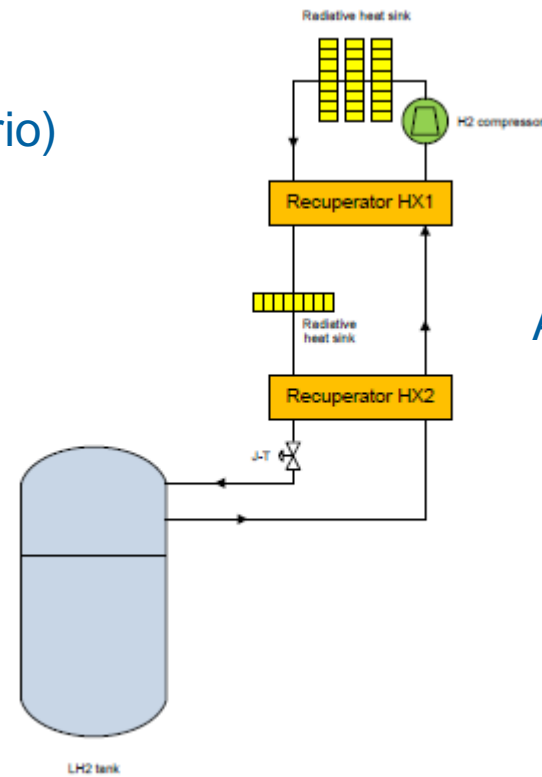 Radiative heat sink
rio)
H2 compressor
Recuperator HX1
Radiative
heat sink
A
Recuperator HX2
J-T
LH2 tank